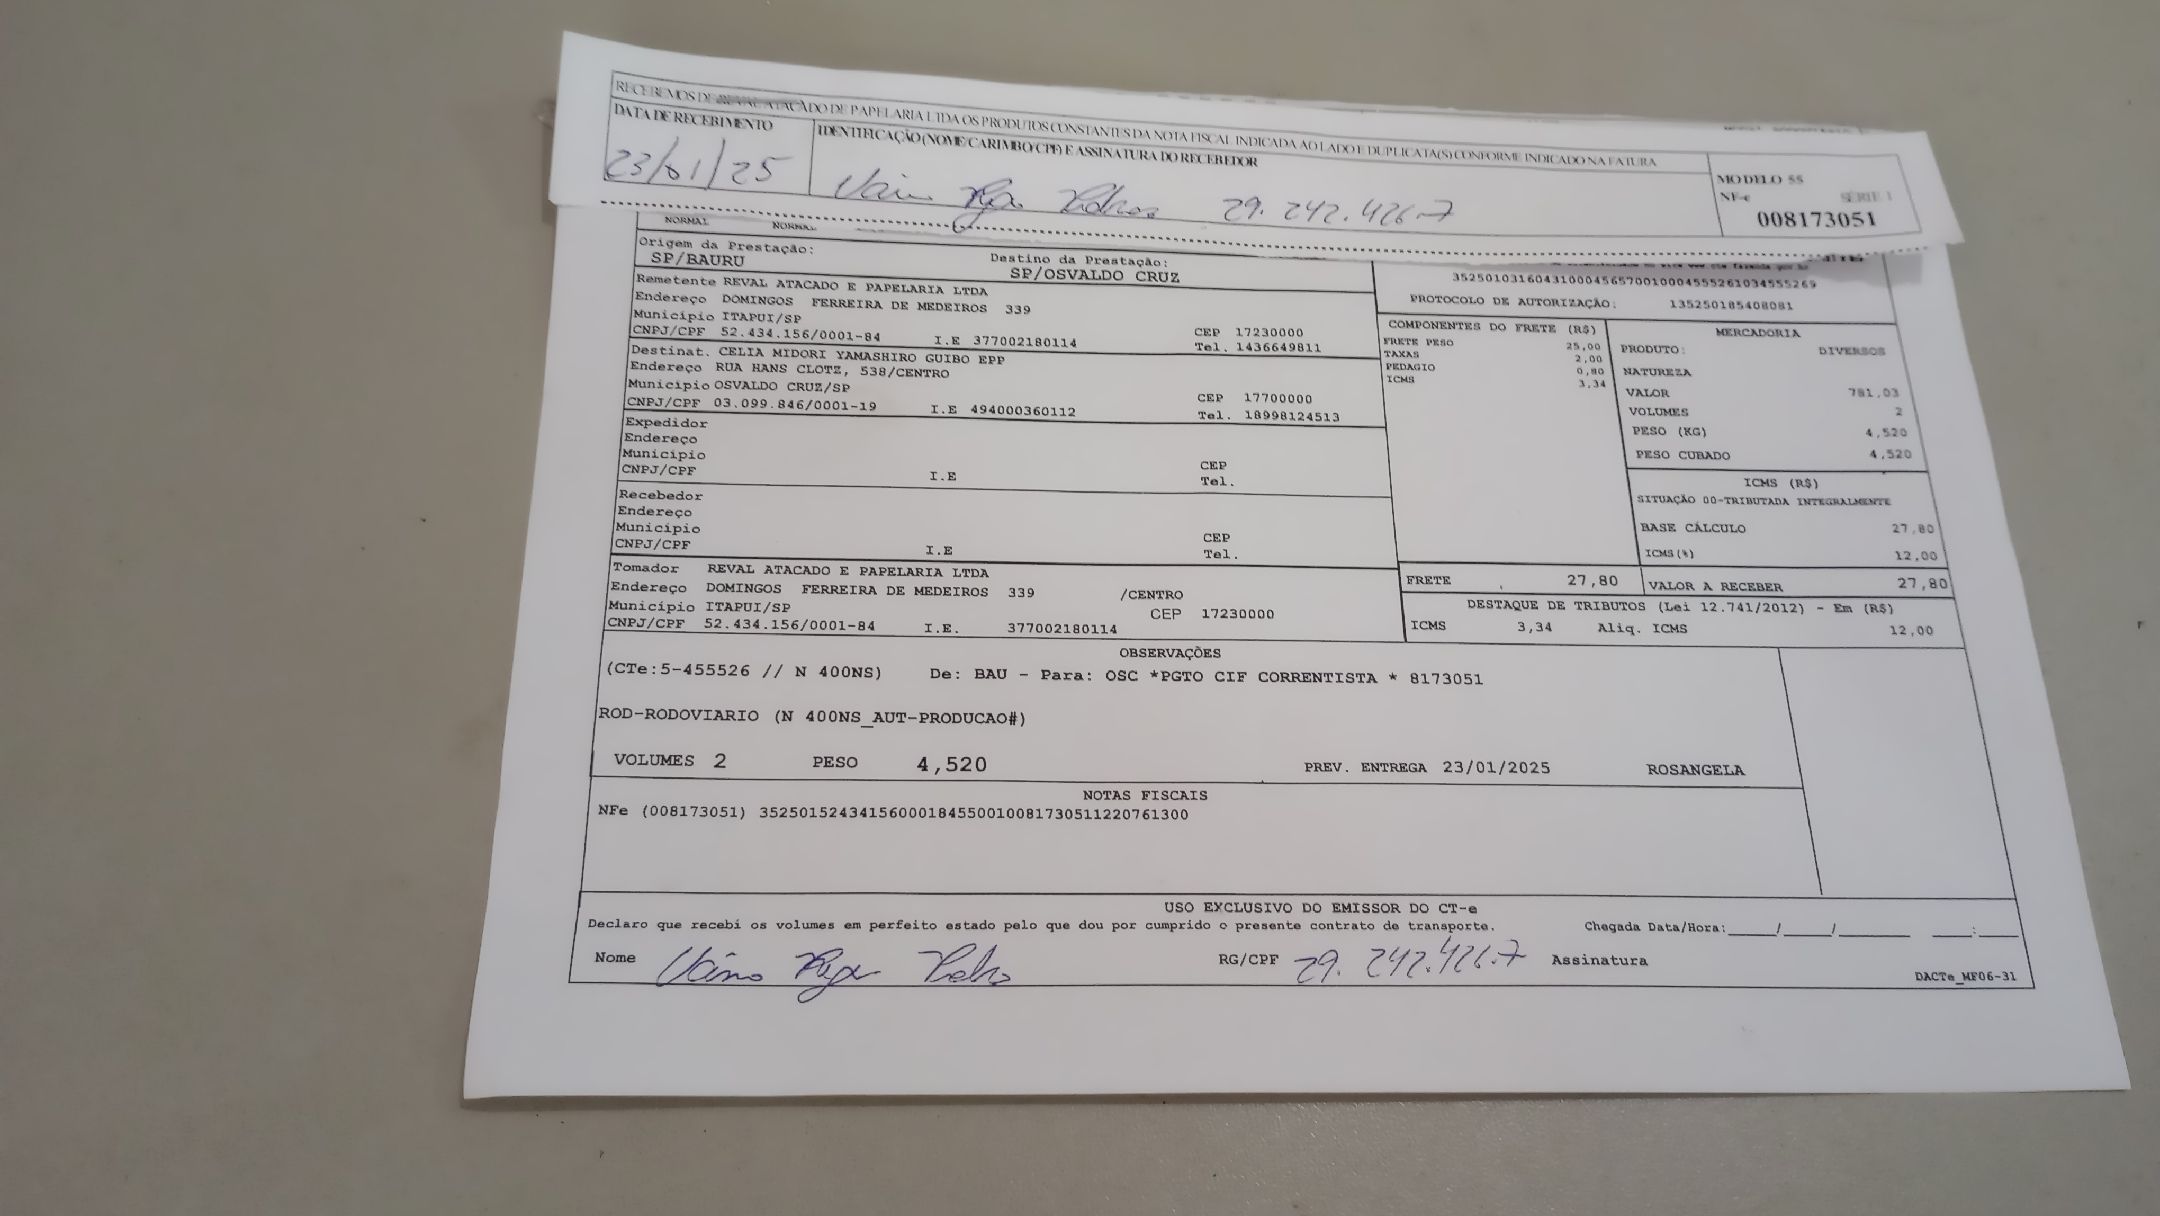 RECEBEMOS DE REVAL ATACADO DE PAPELARIA LTDA OS PRODUTOS CONSTANTES DA NOTA FISCAL INDICADA AO LADO E DUPLICATA(S) CONFORME INDICADO NA FATURA
DATA DE RECEBIMENTO
IDENTIFICAÇÃO (NOME/CARIMBO/CPF) E ASSINATURA DO RECEBEDOR
23/01/25
29.242.426-7
MODELO 55
NF-e SÉRIE 1
008173051
NORMAL NORMAL
Origem da Prestação:
SP/BAURU
Destino da Prestação:
SP/OSVALDO CRUZ
Remetente REVAL ATACADO E PAPELARIA LTDA
Endereço DOMINGOS FERREIRA DE MEDEIROS 339
Município ITAPUI/SP
CNPJ/CPF 52.434.156/0001-84 I.E 377002180114
CEP 17230000
Tel. 1436649811
Destinat. CELIA MIDORI YAMASHIRO GUIBO EPP
Endereço RUA HANS CLOTZ, 538/CENTRO
Município OSVALDO CRUZ/SP
CNPJ/CPF 03.099.846/0001-19 I.E 494000360112
CEP 17700000
Tel. 18998124513
Expedidor
Endereço
Município
CNPJ/CPF I.E
CEP
Tel.
Recebedor
Endereço
Município
CNPJ/CPF I.E
CEP
Tel.
Tomador REVAL ATACADO E PAPELARIA LTDA
Endereço DOMINGOS FERREIRA DE MEDEIROS 339 /CENTRO
Município ITAPUI/SP CEP 17230000
CNPJ/CPF 52.434.156/0001-84 I.E. 377002180114
PROTOCOLO DE AUTORIZAÇÃO: 135250185408081
COMPONENTES DO FRETE (R$)
FRETE PESO 25,00
TAXAS 2,00
PEDAGIO 0,80
ICMS 3,34
MERCADORIA
PRODUTO: DIVERSOS
NATUREZA
VALOR 781,03
VOLUMES 2
PESO (KG) 4,520
PESO CUBADO 4,520
ICMS (R$)
SITUAÇÃO 00-TRIBUTADA INTEGRALMENTE
BASE CÁLCULO 27,80
ICMS(%) 12,00
FRETE 27,80 VALOR A RECEBER 27,80
DESTAQUE DE TRIBUTOS (Lei 12.741/2012) - Em (R$)
ICMS 3,34 Aliq. ICMS 12,00
OBSERVAÇÕES
(CTe:5-455526 // N 400NS) De: BAU - Para: OSC *PGTO CIF CORRENTISTA * 8173051
ROD-RODOVIARIO (N 400NS_AUT-PRODUCAO#)
VOLUMES 2 PESO 4,520 PREV. ENTREGA 23/01/2025 ROSANGELA
NOTAS FISCAIS
NFe (008173051) 35250152434156000184550010081730511220761300
USO EXCLUSIVO DO EMISSOR DO CT-e
Declaro que recebi os volumes em perfeito estado pelo que dou por cumprido o presente contrato de transporte. Chegada Data/Hora:____/____/______ ___:___
Nome RG/CPF 29.242.426-7 Assinatura
DACTe_MF06-31